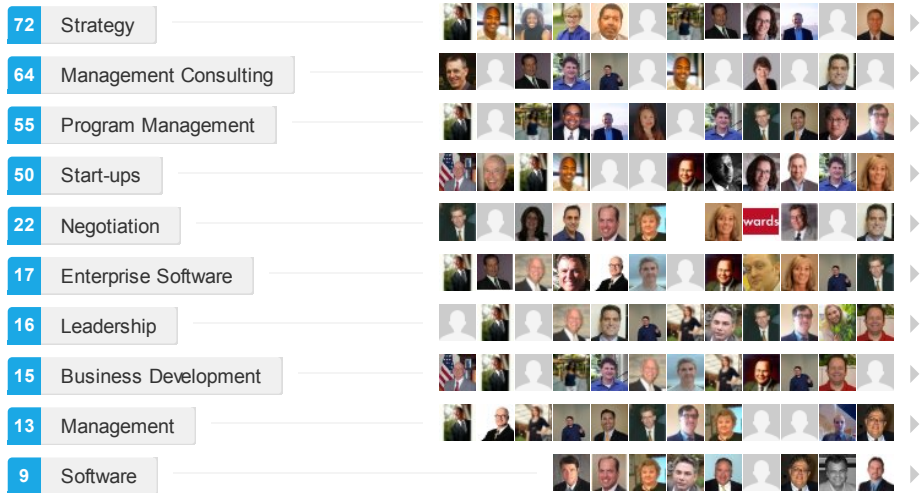 72 Strategy
64 Management Consulting
55 Program Management
50 Start-ups
22 Negotiation
wards
17 Enterprise Software
16 Leadership
15 Business Development
13 Management
9 Software